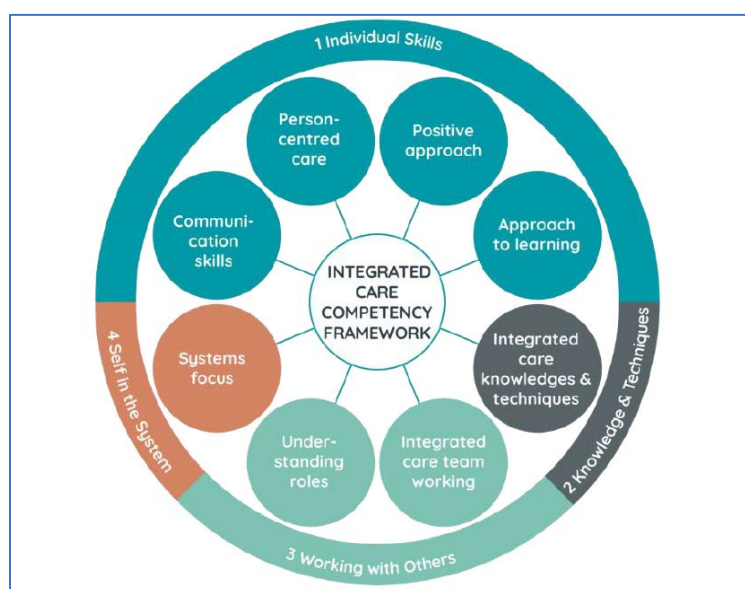 1 Individual Skills
Person-
centred
care
Positive
approach
Communi-
cation
skills
Approach
to learning
INTEGRATED
CARE
COMPETENCY
FRAMEWORK
Systems
focus
Integrated
care
knowledges &
techniques
Under-
standing
roles
Integrated
care team
working
4 Self in the System
2 Knowledge & Techniques
3 Working with Others